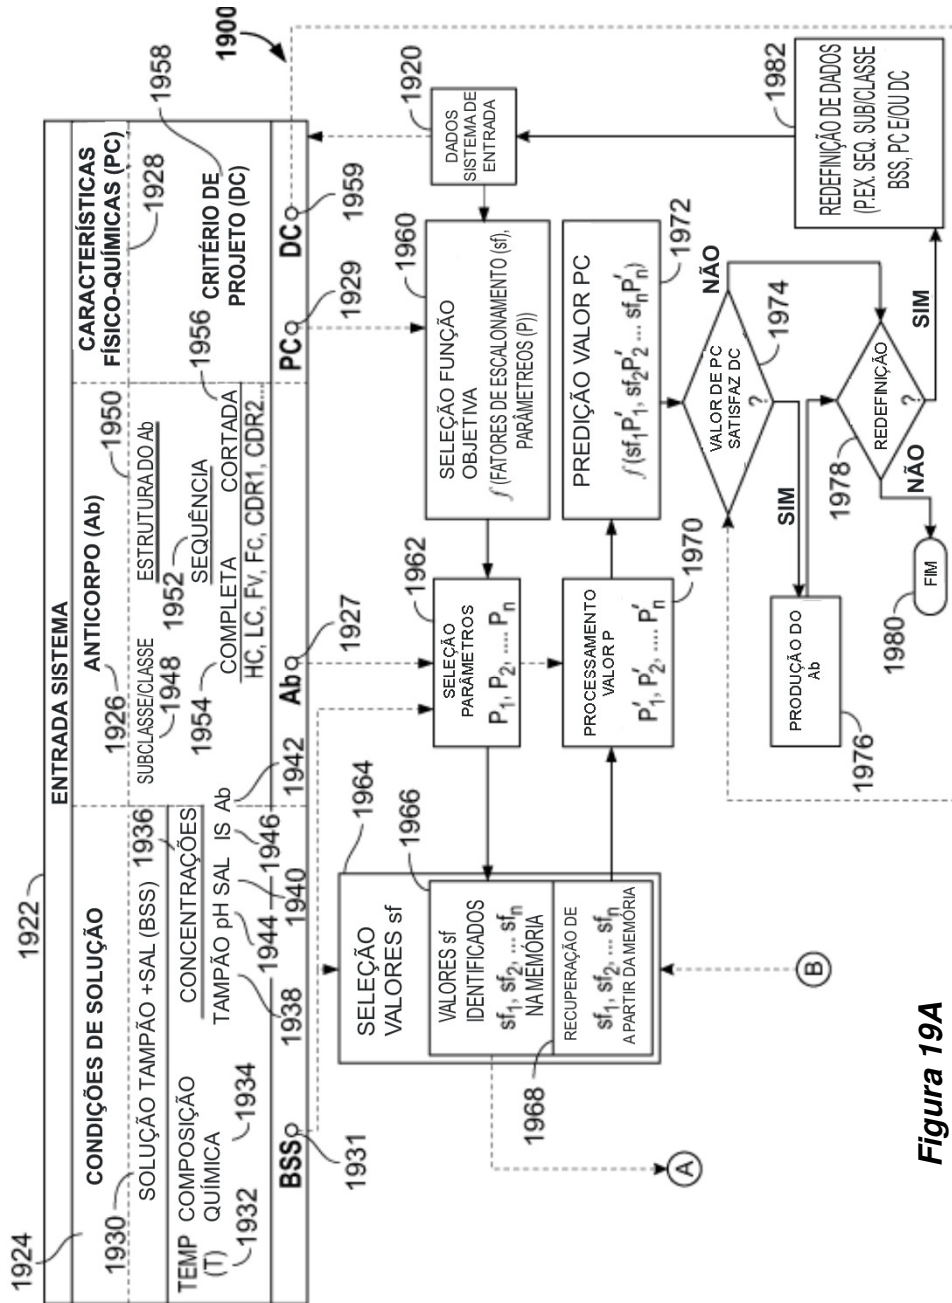 1900
1922
ENTRADA SISTEMA
1924
CONDIÇÕES DE SOLUÇÃO
1926
ANTICORPO (Ab)
1950
CARACTERÍSTICAS
FÍSICO-QUÍMICAS (PC)
1928
1930
SOLUÇÃO TAMPÃO +SAL (BSS)
1936
SUBCLASSE/CLASSE
1948
ESTRUTURA DO Ab
1958
TEMP
(T)
1932
COMPOSIÇÃO
QUÍMICA
1934
CONCENTRAÇÕES
TAMPÃO pH SAL IS Ab
1938
1944
1940
1946
1942
1952
SEQUÊNCIA
1954
COMPLETA
CORTADA
1956
HC, LC, FV, FC, CDR1, CDR2...
CRITÉRIO DE
PROJETO (DC)
BSS
1931
Ab
1927
PC
1929
DC
1959
DADOS
SISTEMA DE
ENTRADA
1920
SELEÇÃO FUNÇÃO
OBJETIVA
f (FATORES DE ESCALONAMENTO (sf),
PARÂMETREOS (P))
1960
SELEÇÃO
PARÂMETROS
P1, P2, .... Pn
1962
SELEÇÃO
VALORES sf
1964
VALORES sf
IDENTIFICADOS
sf1, sf2, ... sfn
NA MEMÓRIA
1966
RECUPERAÇÃO DE
sf1, sf2, ... sfn
A PARTIR DA MEMÓRIA
1968
PROCESSAMENTO
VALOR P
P'1, P'2, .... P'n
1970
PREDIÇÃO VALOR PC
f (sf1P'1, sf2P'2 ... sfnP'n)
1972
A
B
VALOR DE PC
SATISFAZ DC
?
1974
NÃO
SIM
PRODUÇÃO DO
Ab
1976
REDEFINIÇÃO
?
1978
NÃO
SIM
FIM
1980
REDEFINIÇÃO DE DADOS
(P.EX. SEQ. SUB/CLASSE
BSS, PC E/OU DC
1982
Figura 19A